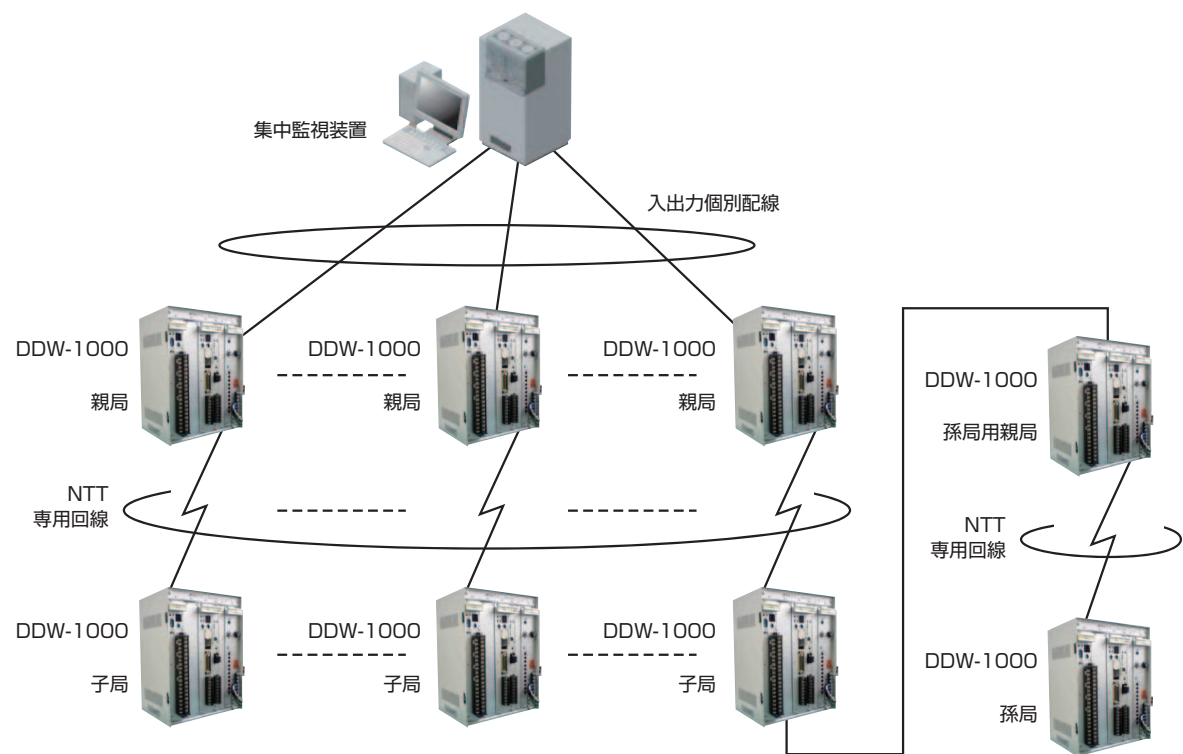 集中監視装置
入出力個別配線
DDW-1000
親局
DDW-1000
親局
DDW-1000
親局
DDW-1000
孫局用親局
NTT
専用回線
NTT
専用回線
DDW-1000
子局
DDW-1000
子局
DDW-1000
子局
DDW-1000
孫局